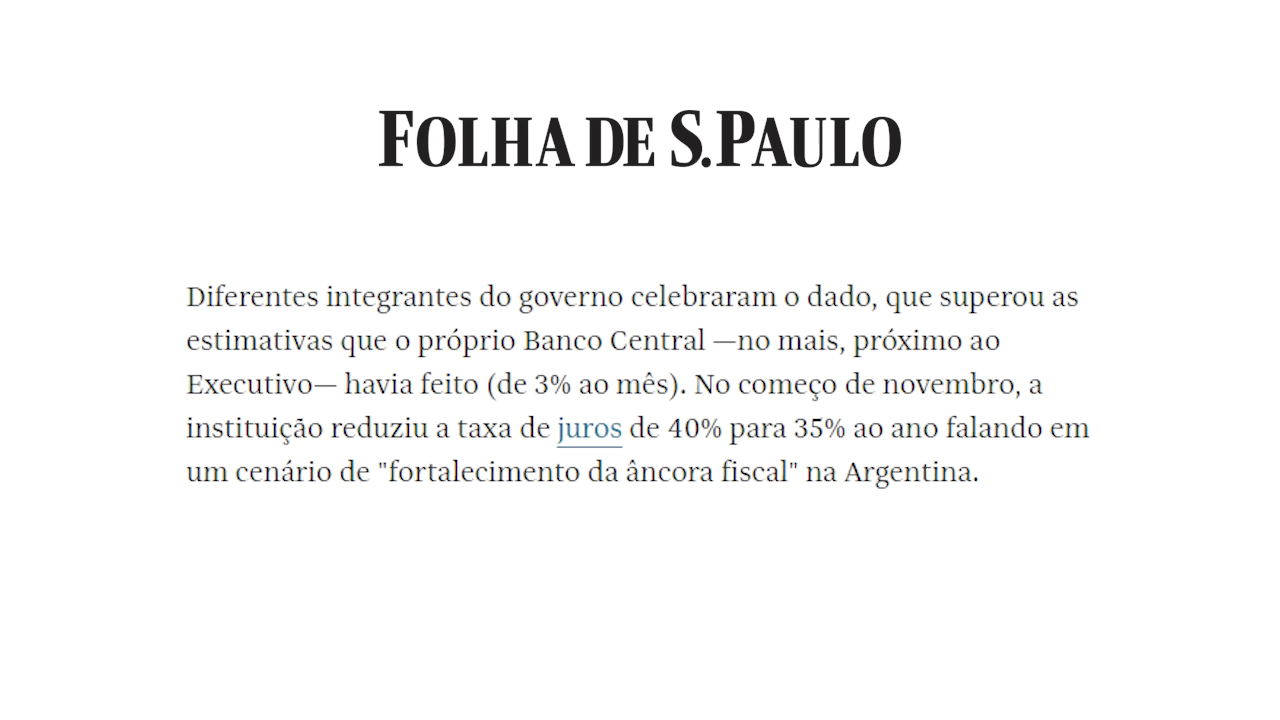 FOLHA DE S.PAULO
Diferentes integrantes do governo celebraram o dado, que superou as
estimativas que o próprio Banco Central —no mais, próximo ao
Executivo— havia feito (de 3% ao mês). No começo de novembro, a
instituição reduziu a taxa de juros de 40% para 35% ao ano falando em
um cenário de "fortalecimento da âncora fiscal" na Argentina.